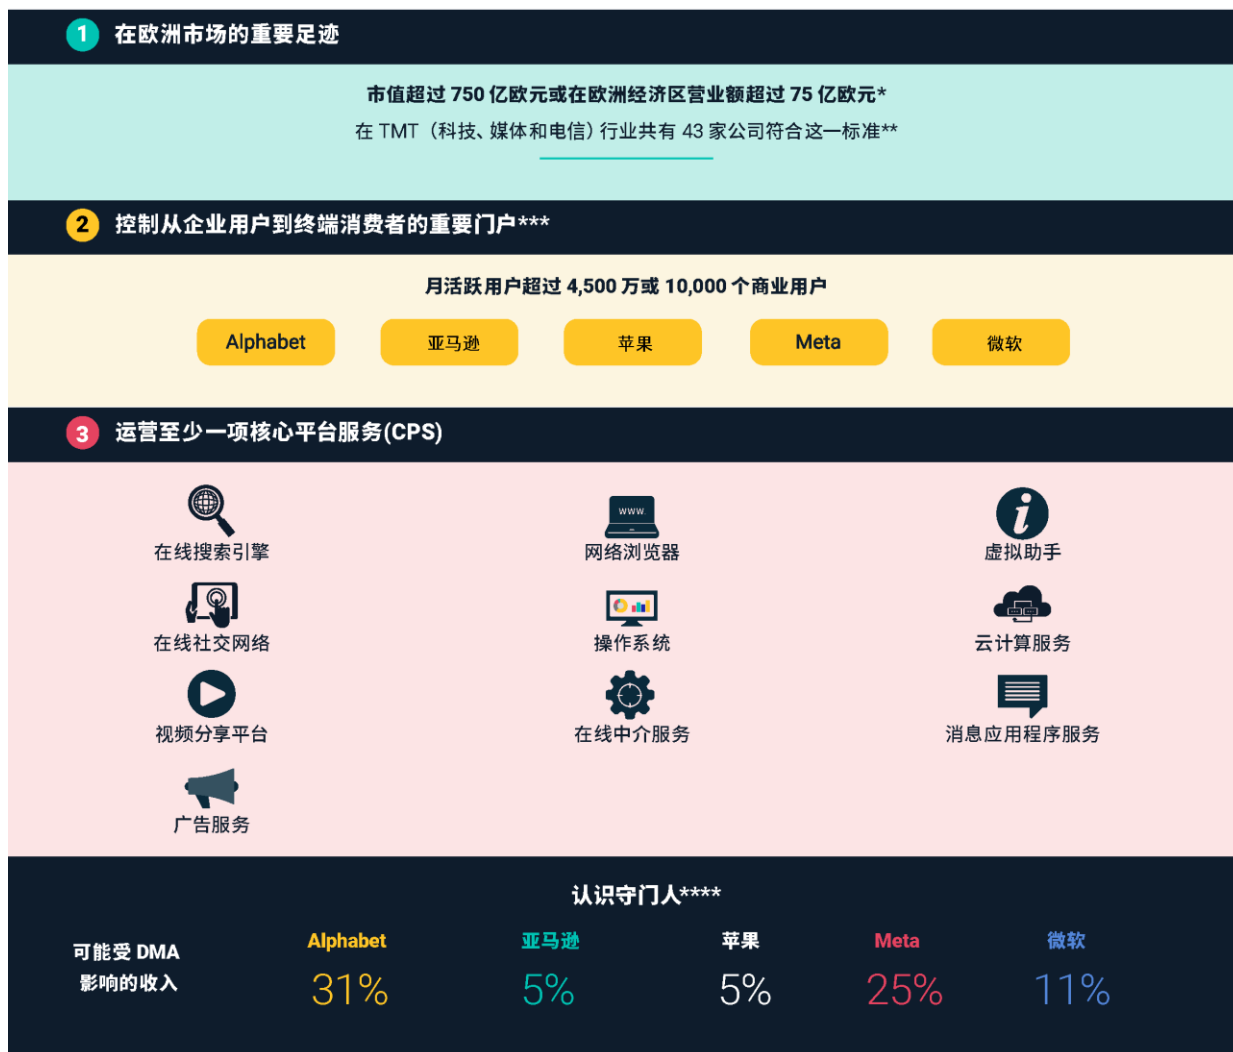 1 在欧洲市场的重要足迹
市值超过 750 亿欧元或在欧洲经济区营业额超过 75 亿欧元*
在 TMT（科技、媒体和电信）行业共有 43 家公司符合这一标准**
2 控制从企业用户到终端消费者的重要门户***
月活跃用户超过 4,500 万或 10,000 个商业用户
Alphabet 亚马逊 苹果 Meta 微软
3 运营至少一项核心平台服务(CPS)
www.
在线搜索引擎 网络浏览器 虚拟助手
在线社交网络 操作系统 云计算服务
视频分享平台 在线中介服务 消息应用程序服务
广告服务
认识守门人****
Alphabet 亚马逊 苹果 Meta 微软
可能受 DMA
影响的收入
31% 5% 5% 25% 11%